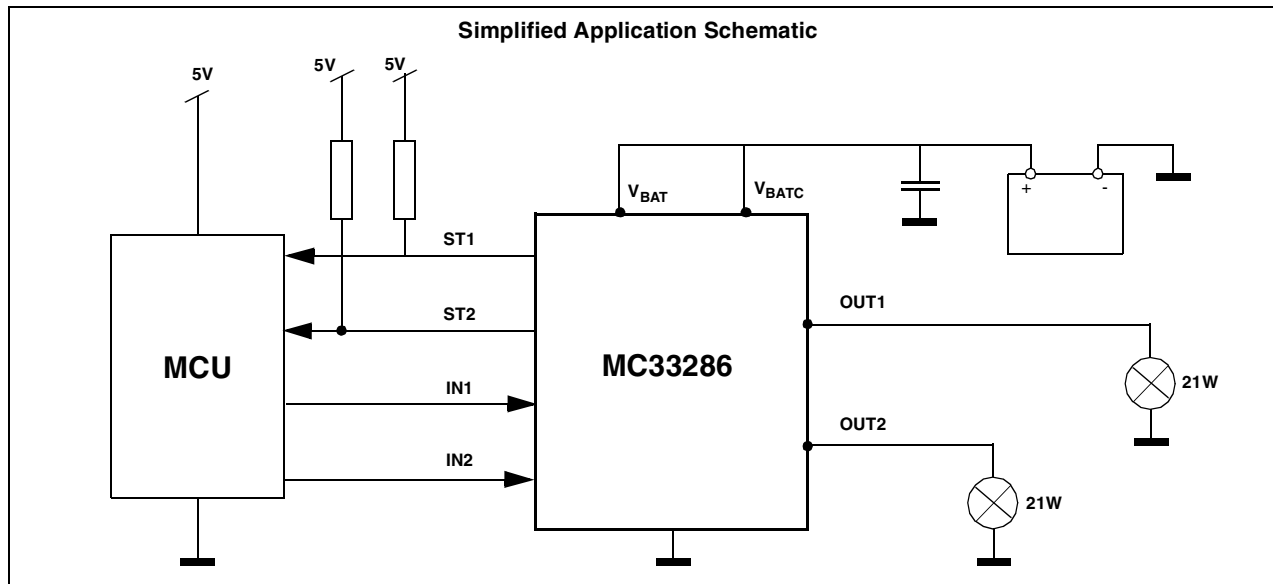 Simplified Application Schematic
5V
5V
5V
VBAT
VBATC
+
-
ST1
ST2
IN1
IN2
MCU
MC33286
OUT1
OUT2
21W
21W